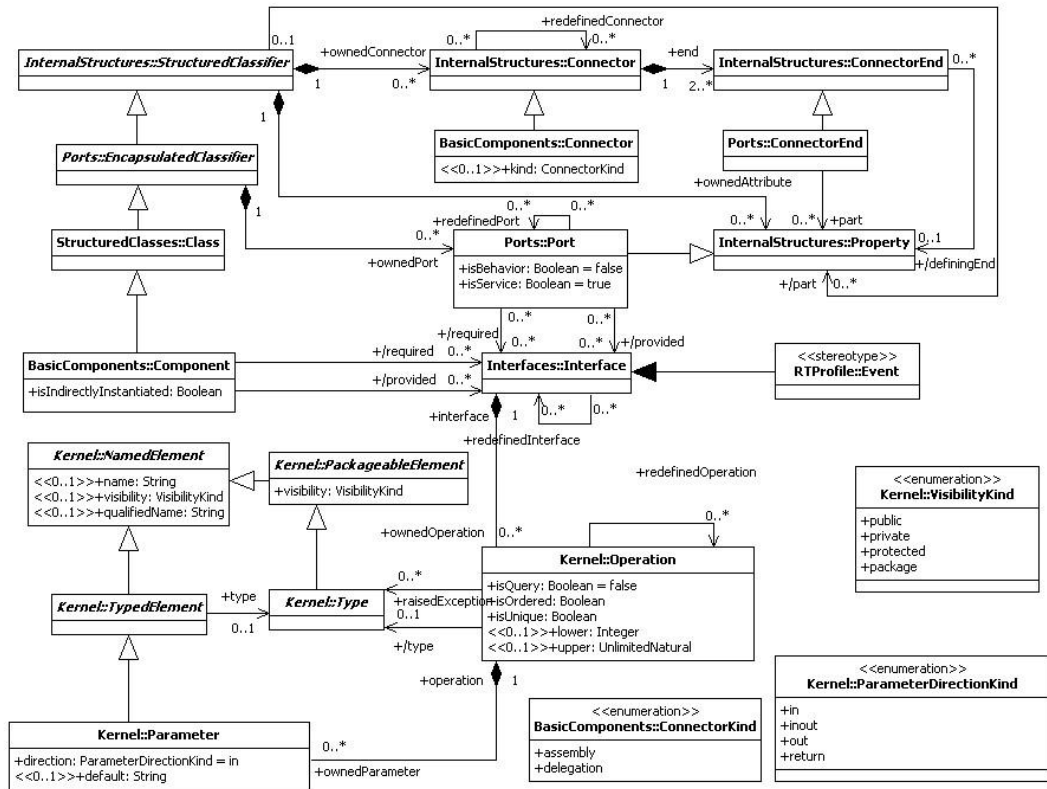 +redefinedConnector
0..1
0..*
0..*
+ownedConnector
+end
InternalStructures::StructuredClassifier
InternalStructures::Connector
InternalStructures::ConnectorEnd
0..*
1
0..*
1
2..*
1
Ports::EncapsulatedClassifier
BasicComponents::Connector
<<0..1>>+kind: ConnectorKind
Ports::ConnectorEnd
+ownedAttribute
1
0..*
0..*
+redefinedPort
0..*
0..*
+part
StructuredClasses::Class
0..*
+ownedPort
Ports::Port
+isBehavior: Boolean = false
+isService: Boolean = true
InternalStructures::Property
0..1
+/definingEnd
+/part
0..*
0..*
0..*
+/required
0..*
0..*
+/provided
BasicComponents::Component
+isIndirectlyInstantiated: Boolean
+/required
0..*
+/provided
0..*
Interfaces::Interface
<<stereotype>>
RTProfile::Event
+interface
1
0..*
0..*
+redefinedInterface
Kernel::NamedElement
<<0..1>>+name: String
<<0..1>>+visibility: VisibilityKind
<<0..1>>+qualifiedName: String
Kernel::PackageableElement
+visibility: VisibilityKind
+redefinedOperation
<<enumeration>>
Kernel::VisibilityKind
+public
+private
+protected
+package
+ownedOperation
0..*
0..*
Kernel::Operation
+isQuery: Boolean = false
+isOrdered: Boolean
+isUnique: Boolean
<<0..1>>+lower: Integer
<<0..1>>+upper: UnlimitedNatural
0..*
+raisedException
0..1
+/type
Kernel::TypedElement
+type
0..1
Kernel::Type
+operation
1
<<enumeration>>
Kernel::ParameterDirectionKind
+in
+inout
+out
+return
<<enumeration>>
BasicComponents::ConnectorKind
+assembly
+delegation
Kernel::Parameter
+direction: ParameterDirectionKind = in
<<0..1>>+default: String
0..*
+ownedParameter